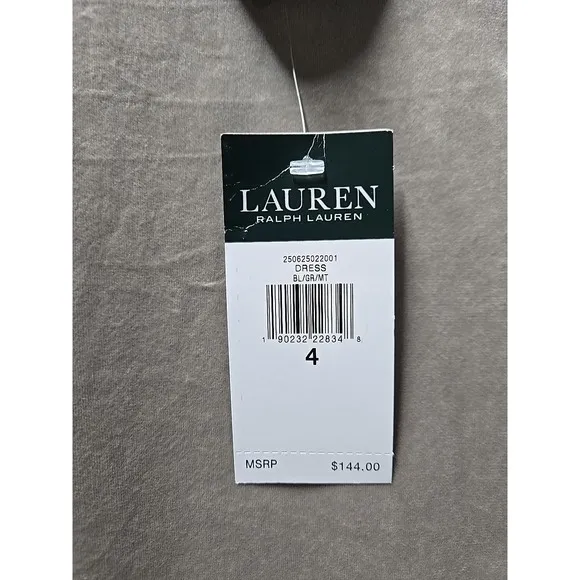 LAUREN
RALPH LAUREN
250625022001
DRESS
BL/GR/MT
1 90232 22834 8
4
MSRP $144.00